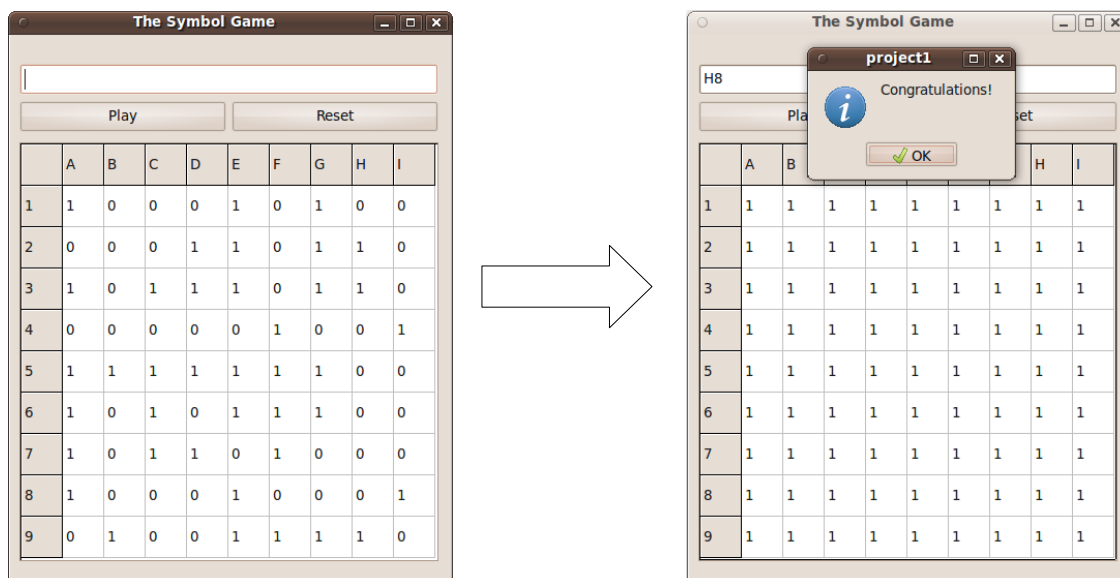 The Symbol Game
Play Reset
A B C D E F G H I
1 1 0 0 0 1 0 1 0 0
2 0 0 0 1 1 0 1 1 0
3 1 0 1 1 1 0 1 1 0
4 0 0 0 0 0 1 0 0 1
5 1 1 1 1 1 1 1 0 0
6 1 0 1 0 1 1 1 0 0
7 1 0 1 1 0 1 0 0 0
8 1 0 0 0 1 0 0 0 1
9 0 1 0 0 1 1 1 1 0
The Symbol Game
project1
H8
Congratulations!
Pla set
OK
A B H I
1 1 1 1 1 1 1 1 1 1
2 1 1 1 1 1 1 1 1 1
3 1 1 1 1 1 1 1 1 1
4 1 1 1 1 1 1 1 1 1
5 1 1 1 1 1 1 1 1 1
6 1 1 1 1 1 1 1 1 1
7 1 1 1 1 1 1 1 1 1
8 1 1 1 1 1 1 1 1 1
9 1 1 1 1 1 1 1 1 1